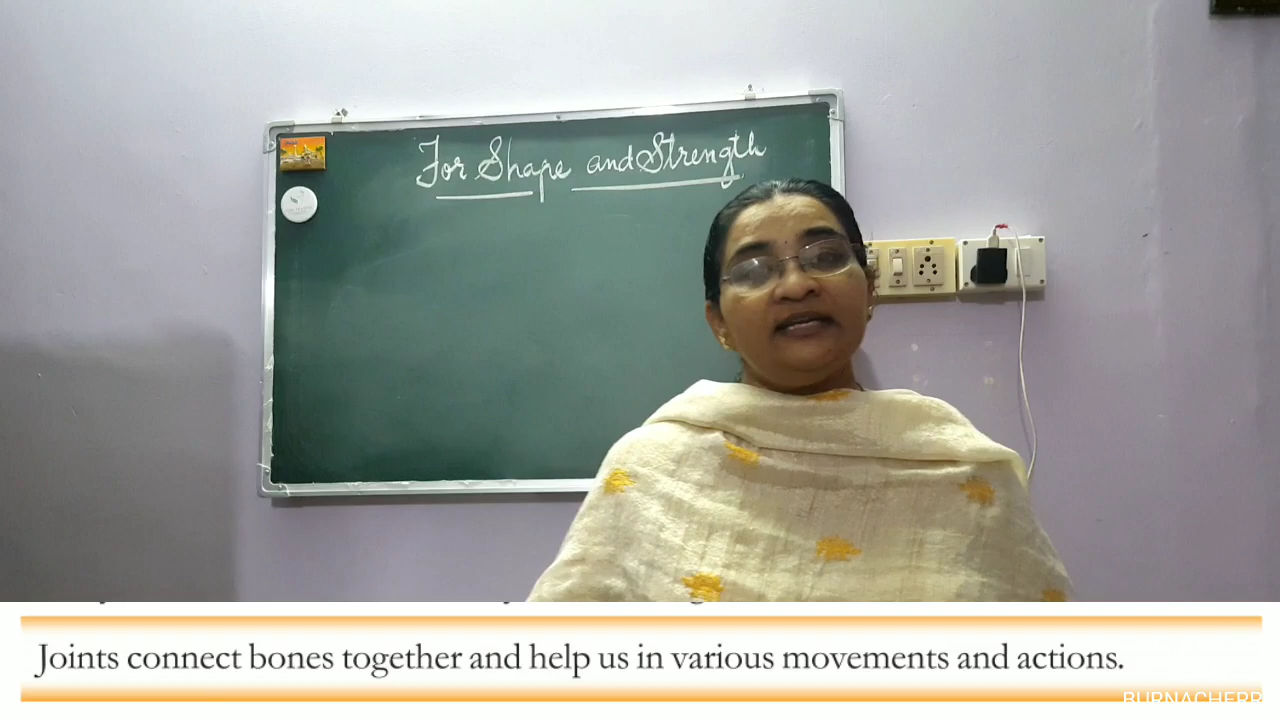 For Shape and Strength
Joints connect bones together and help us in various movements and actions.